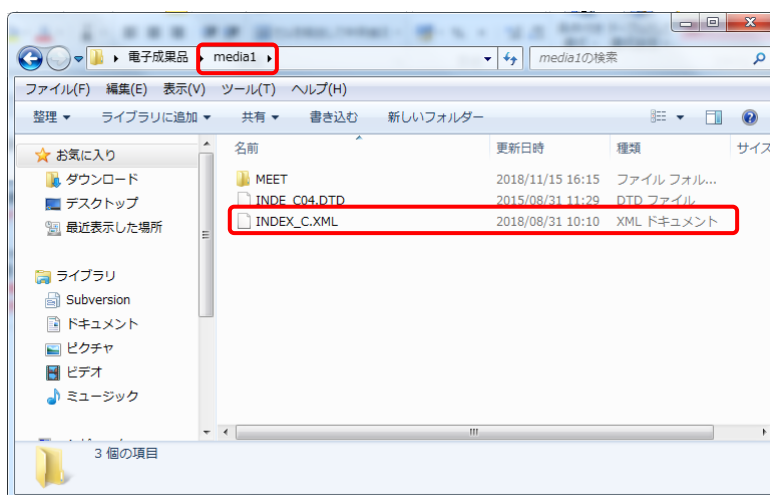 電子成果品 media1 media1の検索
ファイル(F) 編集(E) 表示(V) ツール(T) ヘルプ(H)
整理 ライブラリに追加 共有 書き込む 新しいフォルダー
お気に入り
ダウンロード
デスクトップ
最近表示した場所
ライブラリ
Subversion
ドキュメント
ピクチャ
ビデオ
ミュージック
名前 更新日時 種類 サイズ
MEET 2018/11/15 16:15 ファイル フォル...
INDE_C04.DTD 2015/08/31 11:29 DTD ファイル
INDEX_C.XML 2018/08/31 10:10 XML ドキュメント
3 個の項目